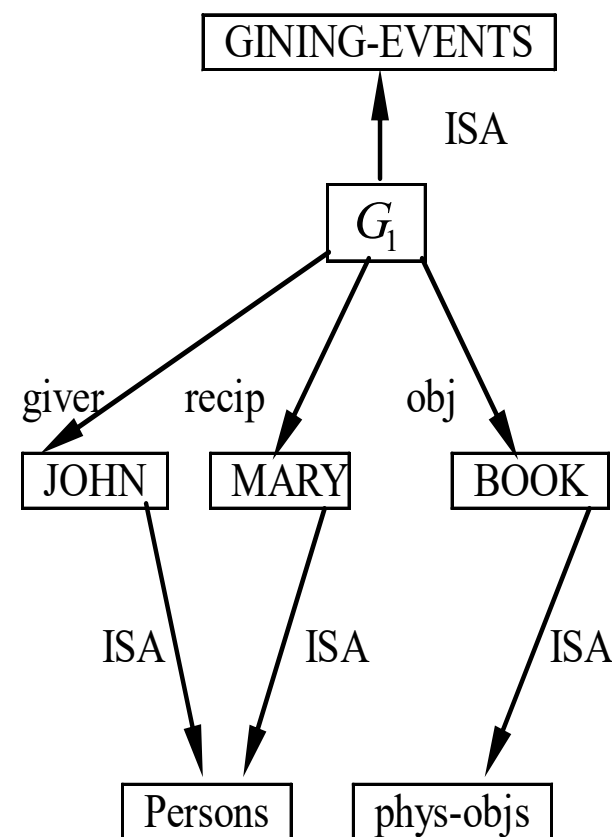 GINING-EVENTS
ISA
G₁
giver recip obj
JOHN MARY BOOK
ISA ISA ISA
Persons phys-objs